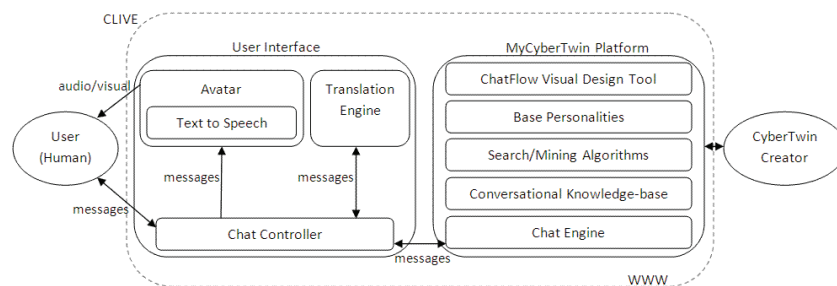 CLIVE
User Interface
MyCyberTwin Platform
audio/visual
Avatar
Text to Speech
Translation
Engine
ChatFlow Visual Design Tool
Base Personalities
Search/Mining Algorithms
Conversational Knowledge-base
Chat Engine
User
(Human)
CyberTwin
Creator
messages
messages
messages
Chat Controller
messages
WWW